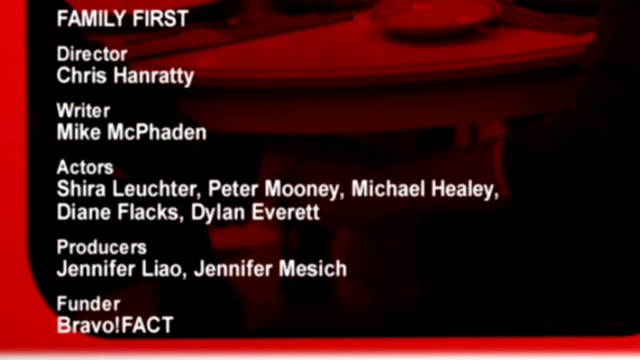 FAMILY FIRST
Director
Chris Hanratty
Writer
Mike McPhaden
Actors
Shira Leuchter, Peter Mooney, Michael Healey,
Diane Flacks, Dylan Everett
Producers
Jennifer Liao, Jennifer Mesich
Funder
Bravo!FACT